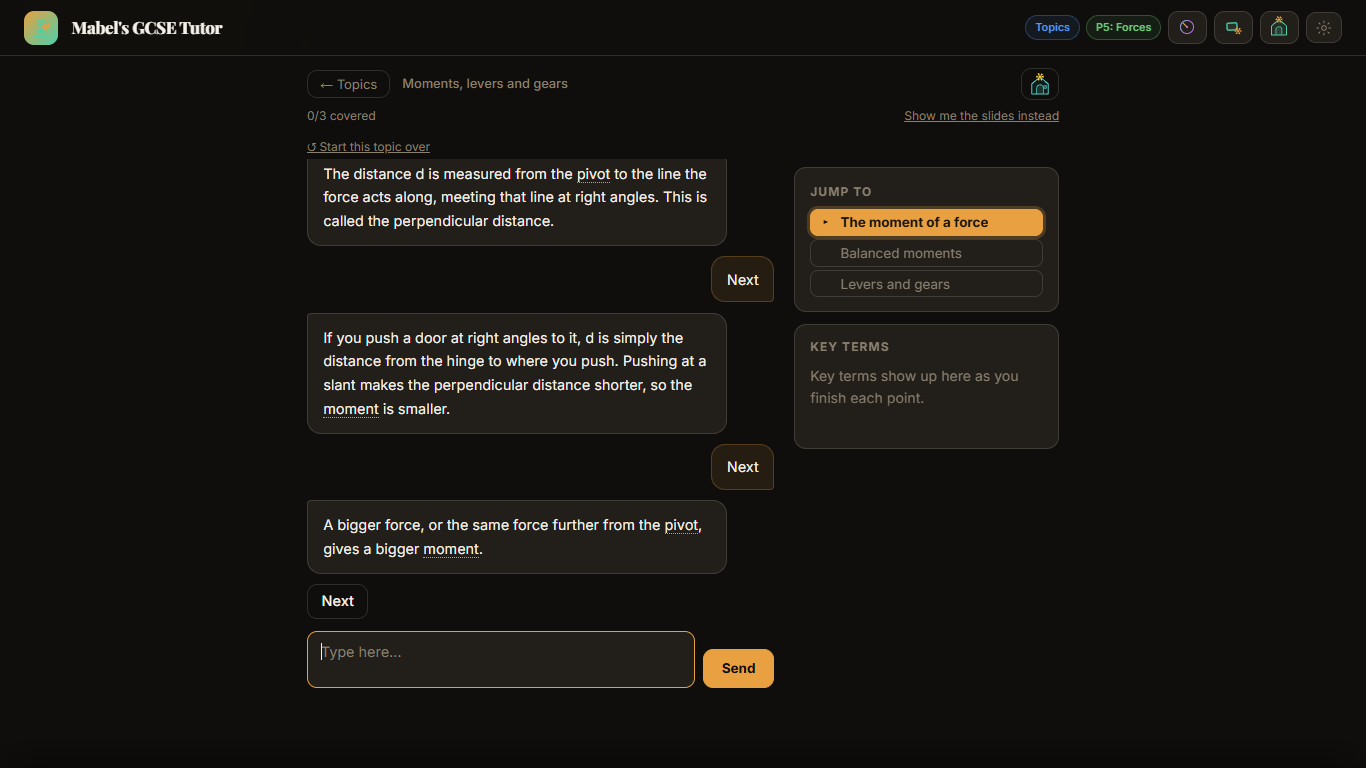 Mabel's GCSE Tutor
Topics
P5: Forces
← Topics
Moments, levers and gears
0/3 covered
Show me the slides instead
↺ Start this topic over
The distance d is measured from the pivot to the line the
force acts along, meeting that line at right angles. This is
called the perpendicular distance.
Next
If you push a door at right angles to it, d is simply the
distance from the hinge to where you push. Pushing at a
slant makes the perpendicular distance shorter, so the
moment is smaller.
Next
A bigger force, or the same force further from the pivot,
gives a bigger moment.
Next
Type here...
Send
JUMP TO
‣ The moment of a force
Balanced moments
Levers and gears
KEY TERMS
Key terms show up here as you
finish each point.